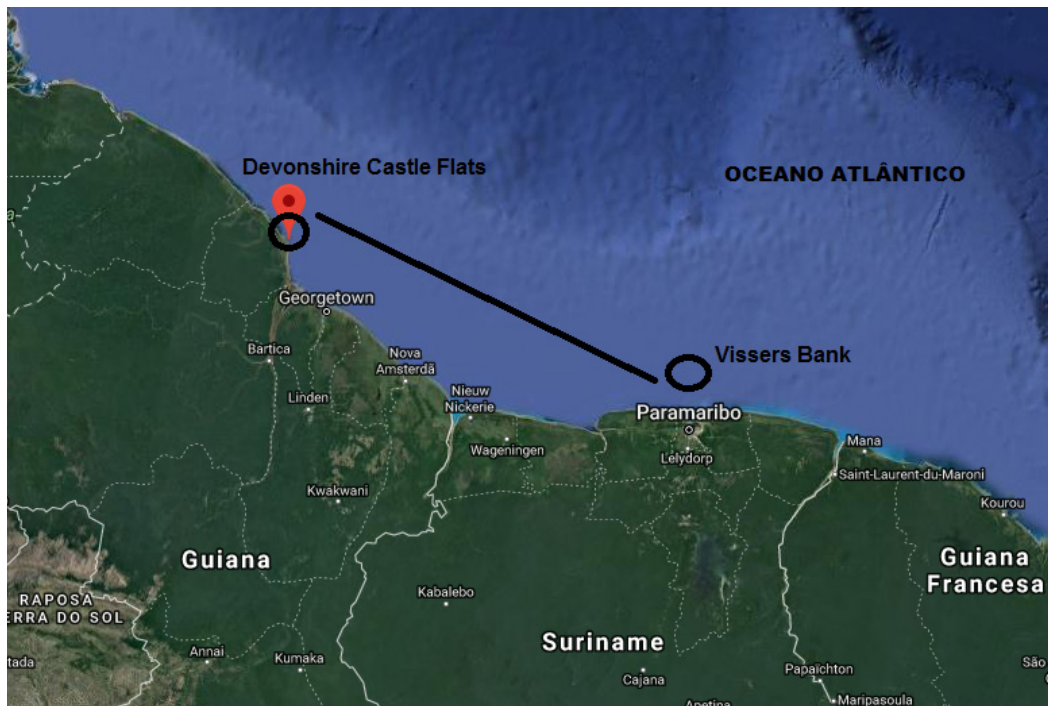 Devonshire Castle Flats
OCEANO ATLÂNTICO
Georgetown
Vissers Bank
Bartica
Nova
Amsterdã
Linden
Nieuw
Nickerie
Paramaribo
Wageningen
Lelydorp
Mana
Saint-Laurent-du-Maroni
Kwakwani
Kourou
Guiana
Guiana
Francesa
RAPOSA
ERRA DO SOL
Kabalebo
Suriname
Annai
Kumaka
tada
Cajana
Papaïchton
São
Maripasoula
Apetina